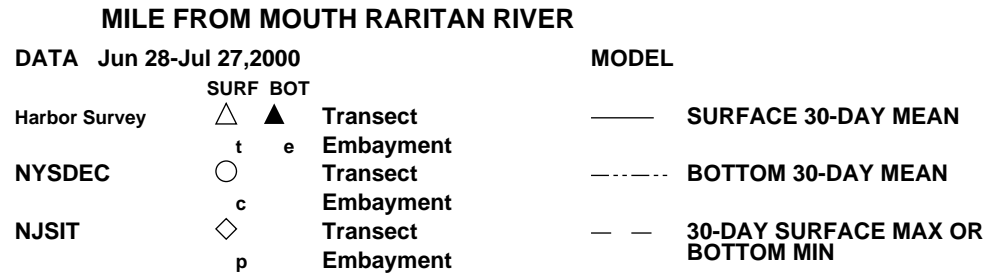 MILE FROM MOUTH RARITAN RIVER
DATA Jun 28-Jul 27,2000 MODEL
SURF BOT
Harbor Survey Transect SURFACE 30-DAY MEAN
t e Embayment
NYSDEC Transect BOTTOM 30-DAY MEAN
c Embayment
NJSIT Transect 30-DAY SURFACE MAX OR
BOTTOM MIN
p Embayment